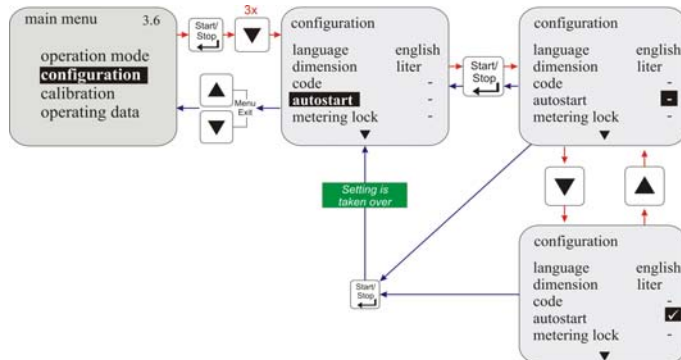 main menu 3.6
operation mode
configuration
calibration
operating data
Start/
Stop
3x
Menu
Exit
configuration
language english
dimension liter
code -
autostart -
metering lock -
Start/
Stop
configuration
language english
dimension liter
code -
autostart -
metering lock -
Setting is
taken over
Start/
Stop
configuration
language english
dimension liter
code -
autostart ✓
metering lock -